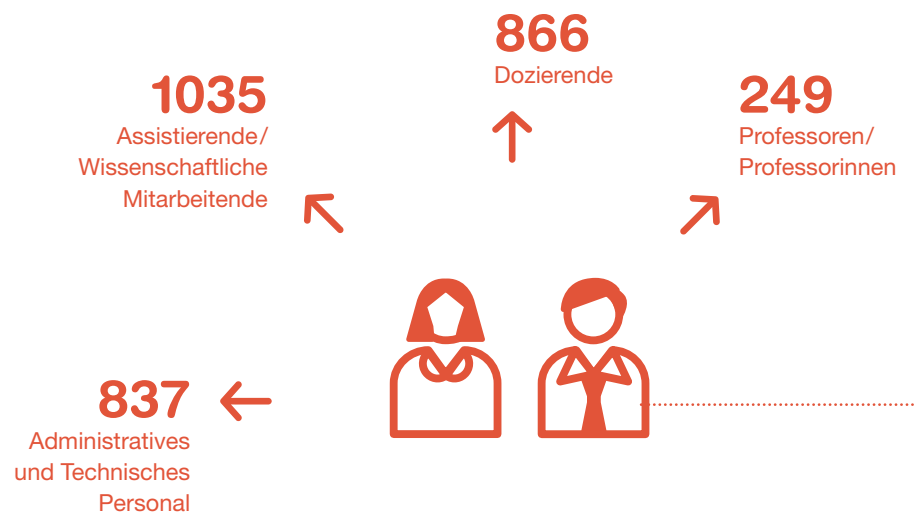 866
Dozierende
1035
Assistierende/
Wissenschaftliche
Mitarbeitende
249
Professoren/
Professorinnen
837
Administratives
und Technisches
Personal